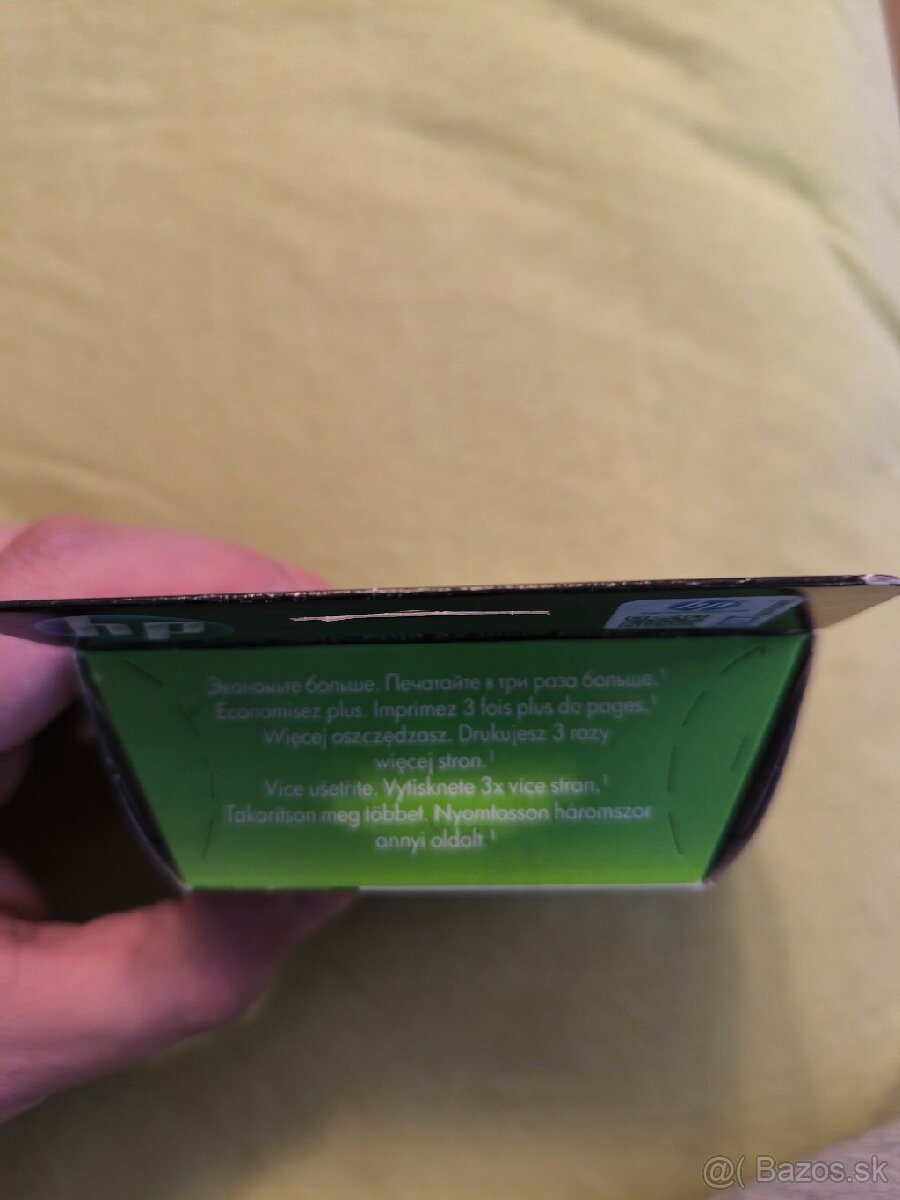 hp
hp
Экономьте больше. Печатайте в три раза больше.¹
Economisez plus. Imprimez 3 fois plus de pages.¹
Więcej oszczędzasz. Drukujesz 3 razy
więcej stron.¹
Více ušetříte. Vytisknete 3x více stran.¹
Takarítson meg többet. Nyomtasson háromszor
annyi oldalt.¹
@( Bazos.sk